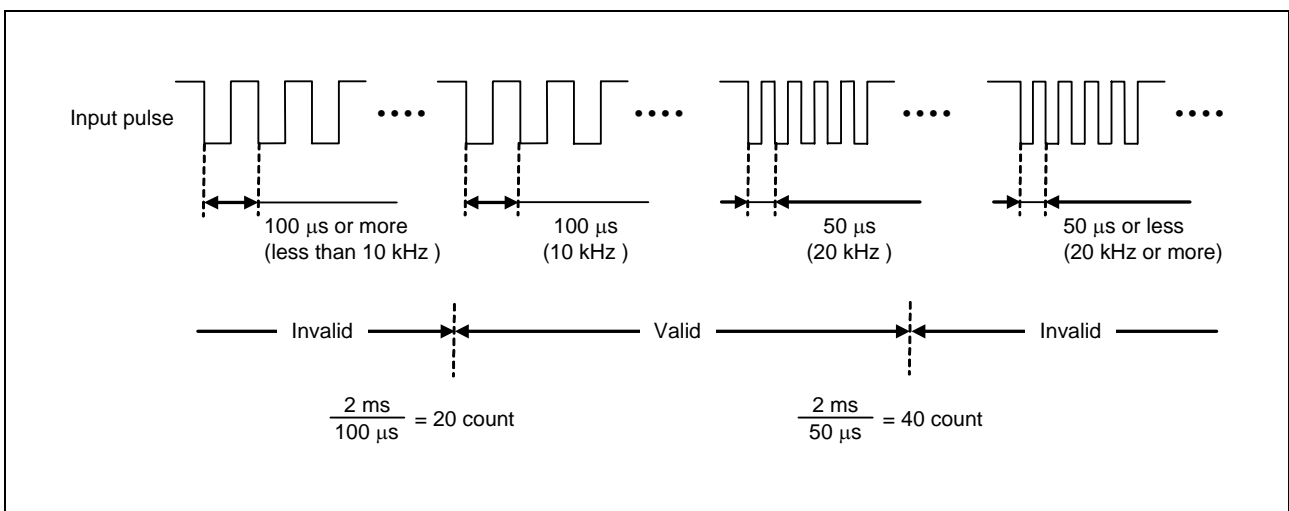 Input pulse
100 μs or more
(less than 10 kHz )
100 μs
(10 kHz )
50 μs
(20 kHz )
50 μs or less
(20 kHz or more)
Invalid
Valid
Invalid
2 ms
100 μs
= 20 count
2 ms
50 μs
= 40 count